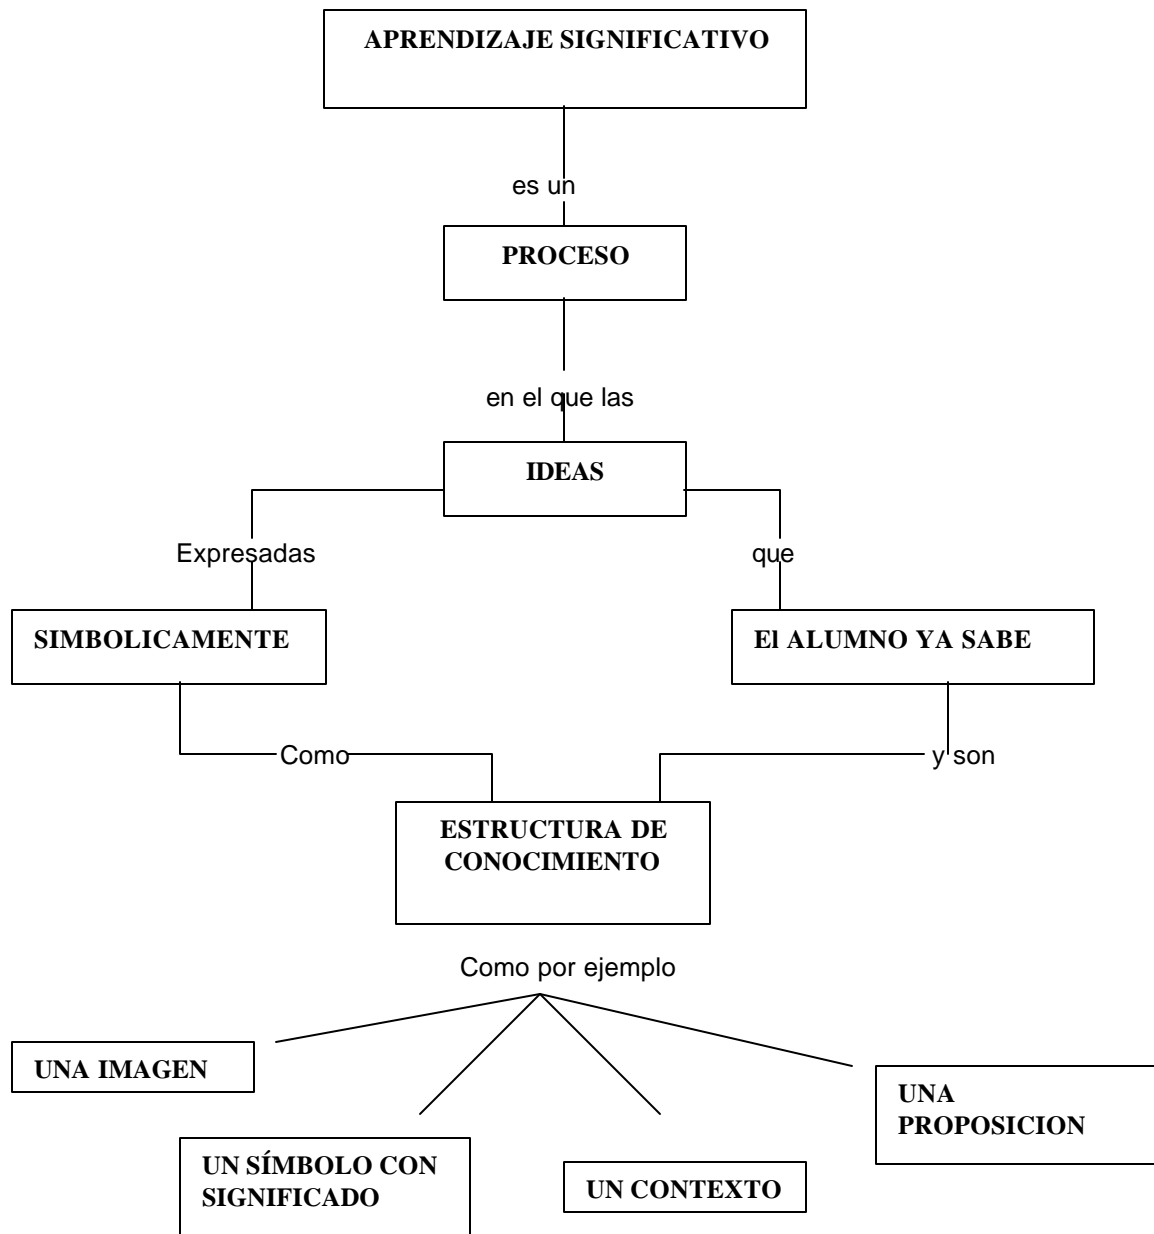 APRENDIZAJE SIGNIFICATIVO
es un
PROCESO
en el que las
IDEAS
Expresadas
que
SIMBOLICAMENTE
El ALUMNO YA SABE
Como
y son
ESTRUCTURA DE
CONOCIMIENTO
Como por ejemplo
UNA IMAGEN
UN SÍMBOLO CON
SIGNIFICADO
UN CONTEXTO
UNA
PROPOSICION